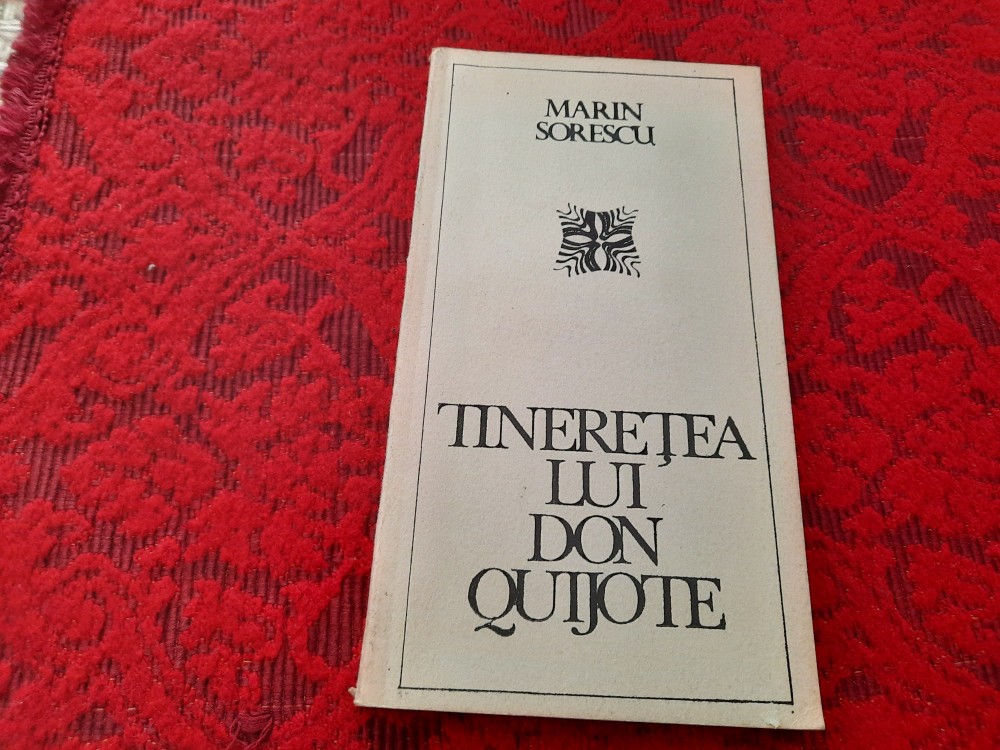 MARIN
SORESCU
TINEREȚEA
LUI
DON
QUIJOTE